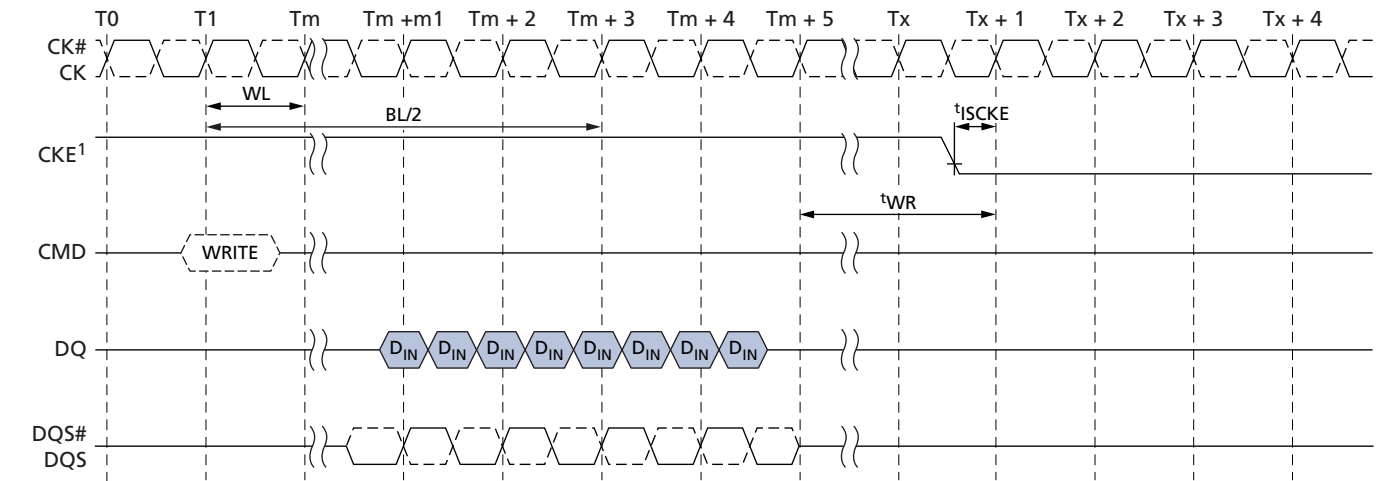 T0 T1 Tm Tm +m1 Tm + 2 Tm + 3 Tm + 4 Tm + 5 Tx Tx + 1 Tx + 2 Tx + 3 Tx + 4
CK#
CK
WL
BL/2
tISCKE
CKE1
tWR
CMD WRITE
DQ DIN DIN DIN DIN DIN DIN DIN DIN
DQS#
DQS